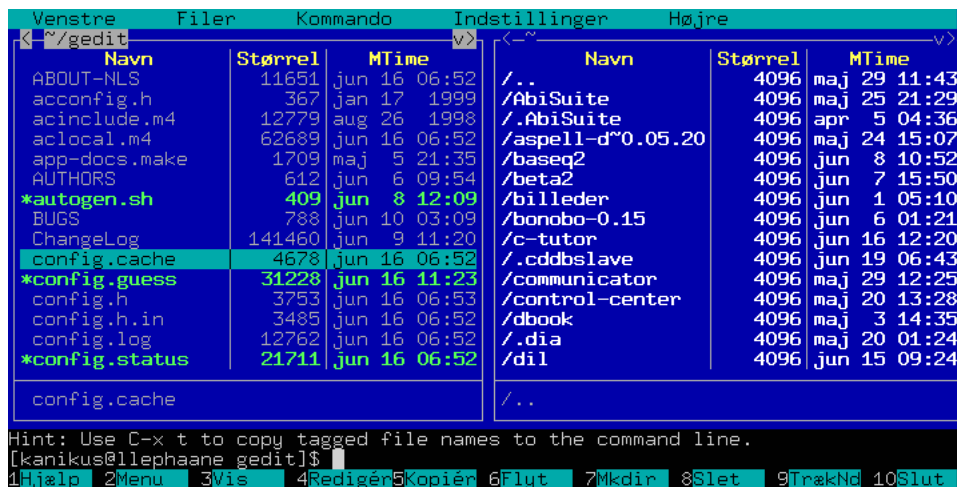 Venstre Filer Kommando Indstillinger Højre
<─~/gedit v> <─~ v>
Navn Størrel MTime Navn Størrel MTime
ABOUT-NLS 11651 jun 16 06:52 /.. 4096 maj 29 11:43
acconfig.h 367 jan 17 1999 /AbiSuite 4096 maj 25 21:29
acinclude.m4 12779 aug 26 1998 /.AbiSuite 4096 apr 5 04:36
aclocal.m4 62689 jun 16 06:52 /aspell-d~0.05.20 4096 maj 24 15:07
app-docs.make 1709 maj 5 21:35 /baseq2 4096 jun 8 10:52
AUTHORS 612 jun 6 09:54 /beta2 4096 jun 7 15:50
*autogen.sh 409 jun 8 12:09 /billeder 4096 jun 1 05:10
BUGS 788 jun 10 03:09 /bonobo-0.15 4096 jun 6 01:21
ChangeLog 141460 jun 9 11:20 /c-tutor 4096 jun 16 12:20
config.cache 4678 jun 16 06:52 /.cddbslave 4096 jun 19 06:43
*config.guess 31228 jun 16 11:23 /communicator 4096 maj 29 12:25
config.h 3753 jun 16 06:53 /control-center 4096 maj 20 13:28
config.h.in 3485 jun 16 06:52 /dbook 4096 maj 3 14:35
config.log 12762 jun 16 06:52 /.dia 4096 maj 20 01:24
*config.status 21711 jun 16 06:52 /dil 4096 jun 15 09:24
config.cache /..
Hint: Use C-x t to copy tagged file names to the command line.
[kanikus@llephaane gedit]$
1Hjælp 2Menu 3Vis 4Redigér5Kopiér 6Flyt 7Mkdir 8Slet 9TrækNd 10Slut